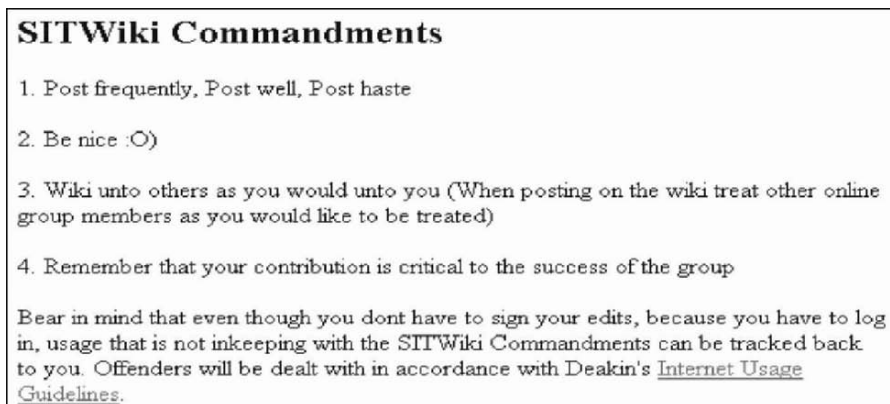 SITWiki Commandments
1. Post frequently, Post well, Post haste
2. Be nice :O)
3. Wiki unto others as you would unto you (When posting on the wiki treat other online
group members as you would like to be treated)
4. Remember that your contribution is critical to the success of the group
Bear in mind that even though you dont have to sign your edits, because you have to log
in, usage that is not inkeeping with the SITWiki Commandments can be tracked back
to you. Offenders will be dealt with in accordance with Deakin's Internet Usage
Guidelines.